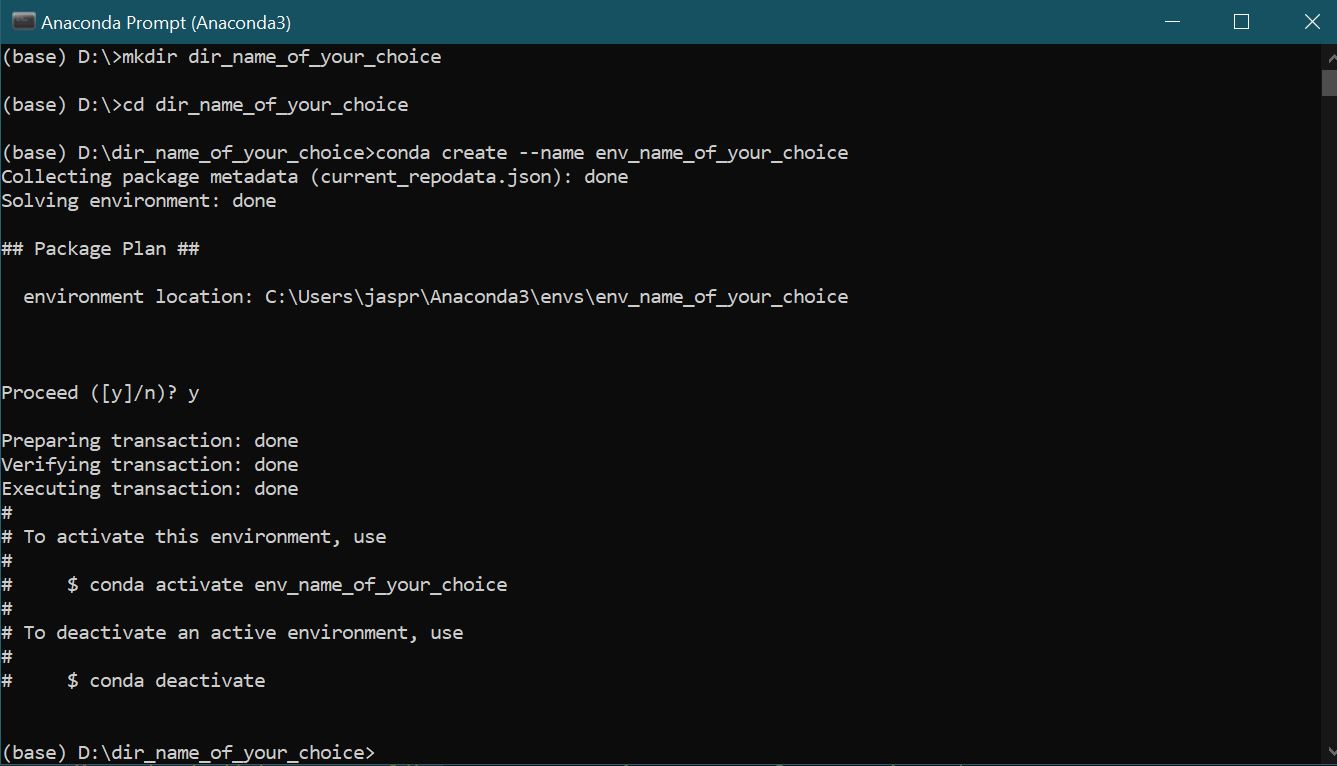 Anaconda Prompt (Anaconda3)
(base) D:\>mkdir dir_name_of_your_choice
(base) D:\>cd dir_name_of_your_choice
(base) D:\dir_name_of_your_choice>conda create --name env_name_of_your_choice
Collecting package metadata (current_repodata.json): done
Solving environment: done
## Package Plan ##
  environment location: C:\Users\jaspr\Anaconda3\envs\env_name_of_your_choice
Proceed ([y]/n)? y
Preparing transaction: done
Verifying transaction: done
Executing transaction: done
#
# To activate this environment, use
#
#     $ conda activate env_name_of_your_choice
#
# To deactivate an active environment, use
#
#     $ conda deactivate
(base) D:\dir_name_of_your_choice>